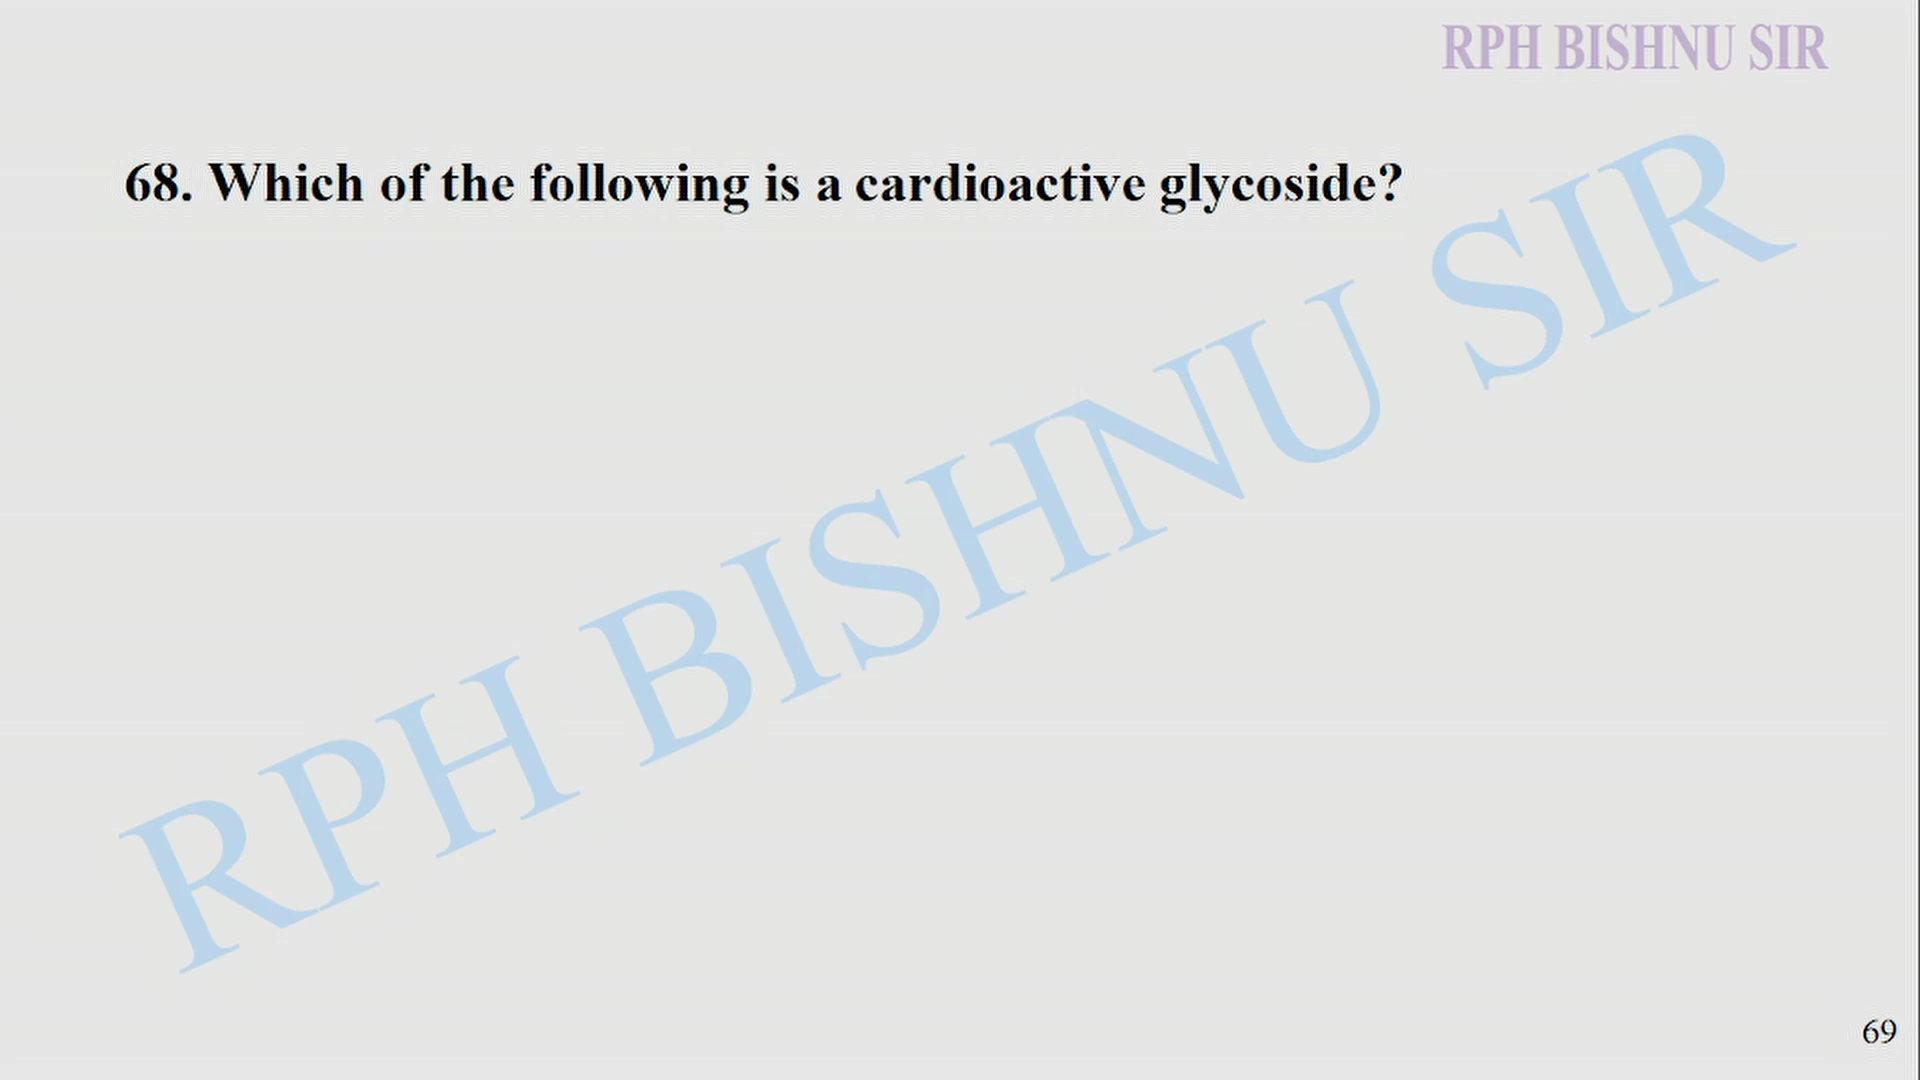 RPH BISHNU SIR
68. Which of the following is a cardioactive glycoside?
RPH BISHNU SIR
69